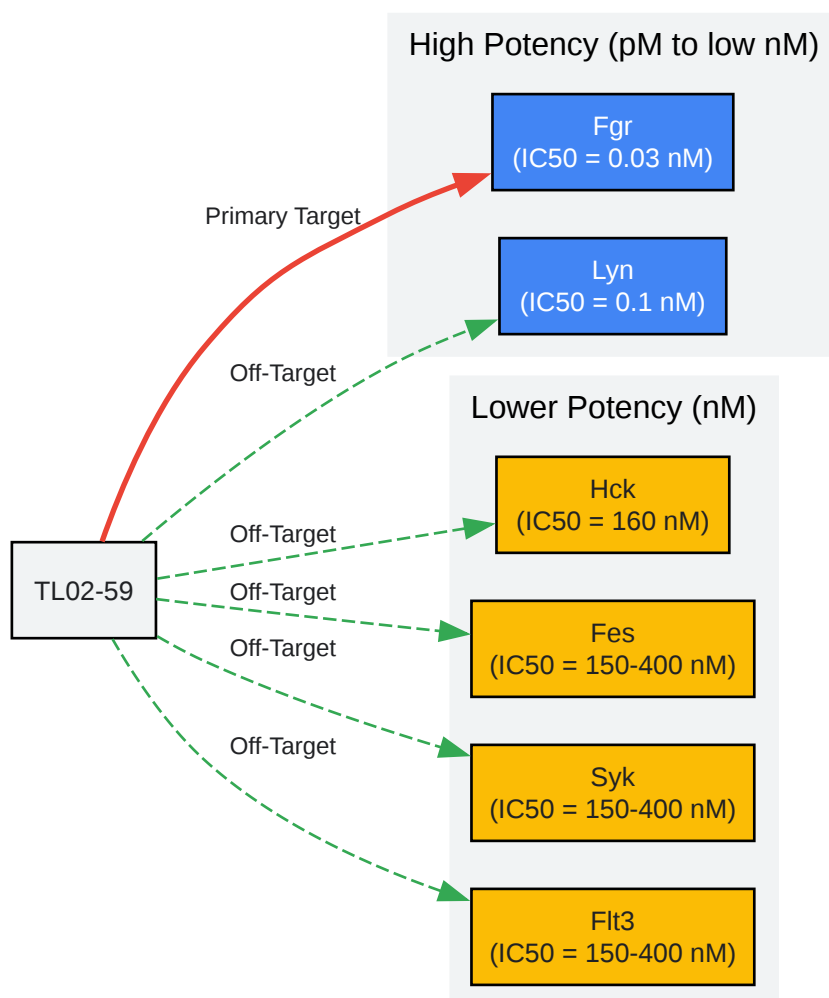 High Potency (pM to low nM)
Fgr
(IC50 = 0.03 nM)
Primary Target
Lyn
(IC50 = 0.1 nM)
Off-Target
Lower Potency (nM)
Hck
(IC50 = 160 nM)
Off-Target
TL02-59
Off-Target
Fes
(IC50 = 150-400 nM)
Off-Target
Syk
(IC50 = 150-400 nM)
Off-Target
Flt3
(IC50 = 150-400 nM)